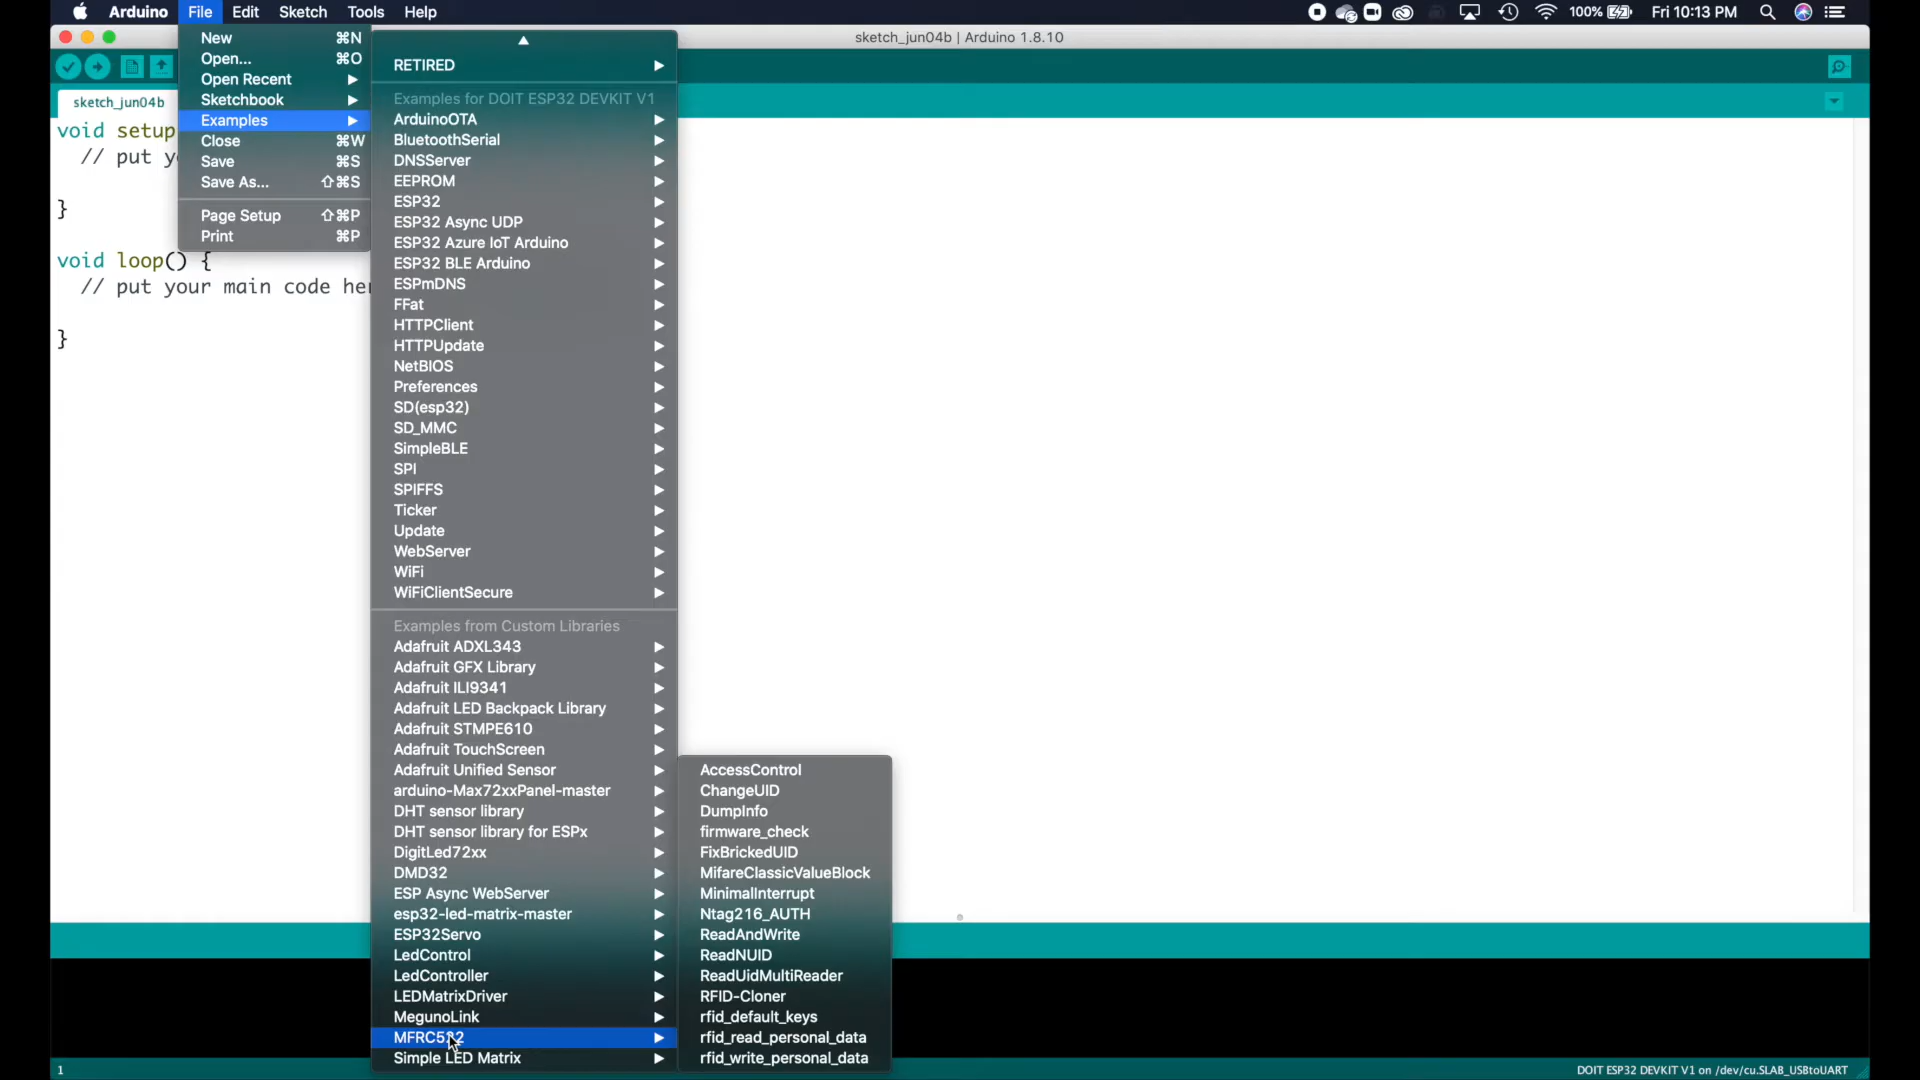 Arduino File Edit Sketch Tools Help
100% Fri 10:13 PM
sketch_jun04b | Arduino 1.8.10
sketch_jun04b
void setup
// put y
}
void loop() {
// put your main code her
}
New ⌘N
Open... ⌘O
Open Recent
Sketchbook
Examples
Close ⌘W
Save ⌘S
Save As... ⇧⌘S
Page Setup ⇧⌘P
Print ⌘P
RETIRED
Examples for DOIT ESP32 DEVKIT V1
ArduinoOTA
BluetoothSerial
DNSServer
EEPROM
ESP32
ESP32 Async UDP
ESP32 Azure IoT Arduino
ESP32 BLE Arduino
ESPmDNS
FFat
HTTPClient
HTTPUpdate
NetBIOS
Preferences
SD(esp32)
SD_MMC
SimpleBLE
SPI
SPIFFS
Ticker
Update
WebServer
WiFi
WiFiClientSecure
Examples from Custom Libraries
Adafruit ADXL343
Adafruit GFX Library
Adafruit ILI9341
Adafruit LED Backpack Library
Adafruit STMPE610
Adafruit TouchScreen
Adafruit Unified Sensor
arduino-Max72xxPanel-master
DHT sensor library
DHT sensor library for ESPx
DigitLed72xx
DMD32
ESP Async WebServer
esp32-led-matrix-master
ESP32Servo
LedControl
LedController
LEDMatrixDriver
MegunoLink
MFRC522
Simple LED Matrix
AccessControl
ChangeUID
DumpInfo
firmware_check
FixBrickedUID
MifareClassicValueBlock
MinimalInterrupt
Ntag216_AUTH
ReadAndWrite
ReadNUID
ReadUidMultiReader
RFID-Cloner
rfid_default_keys
rfid_read_personal_data
rfid_write_personal_data
1
DOIT ESP32 DEVKIT V1 on /dev/cu.SLAB_USBtoUART